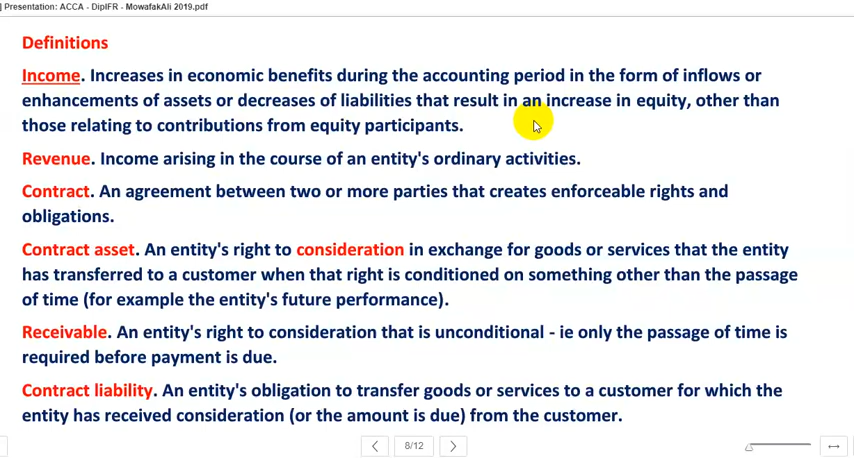 | Presentation: ACCA - DipIFR - MowafakAli 2019.pdf
Definitions
Income. Increases in economic benefits during the accounting period in the form of inflows or
enhancements of assets or decreases of liabilities that result in an increase in equity, other than
those relating to contributions from equity participants.
Revenue. Income arising in the course of an entity's ordinary activities.
Contract. An agreement between two or more parties that creates enforceable rights and
obligations.
Contract asset. An entity's right to consideration in exchange for goods or services that the entity
has transferred to a customer when that right is conditioned on something other than the passage
of time (for example the entity's future performance).
Receivable. An entity's right to consideration that is unconditional - ie only the passage of time is
required before payment is due.
Contract liability. An entity's obligation to transfer goods or services to a customer for which the
entity has received consideration (or the amount is due) from the customer.
8/12